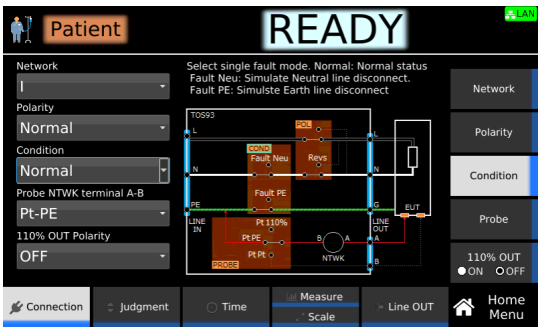 Patient
READY
LAN
Network
I
Polarity
Normal
Condition
Normal
Probe NTWK terminal A-B
Pt-PE
110% OUT Polarity
OFF
Select single fault mode. Normal: Normal status
Fault Neu: Simulate Neutral line disconnect.
Fault PE: Simulste Earth line disconnect
TOS93
POL
L
L
COND
Fault Neu
Revs
N
N
Fault PE
PE
G
EUT
LINE
IN
Pt 110%
LINE
OUT
Pt PE
B
A
A
Pt Pt
NTWK
B
PROBE
Network
Polarity
Condition
Probe
110% OUT
ON
OFF
Connection
Judgment
Time
Measure
Scale
Line OUT
Home
Menu